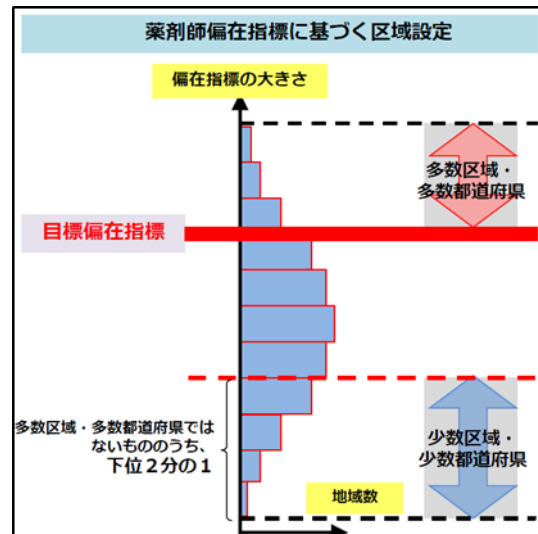 薬剤師偏在指標に基づく区域設定
偏在指標の大きさ
多数区域・
多数都道府県
目標偏在指標
多数区域・多数都道府県では
ないもののうち、
下位２分の１
少数区域・
少数都道府県
地域数